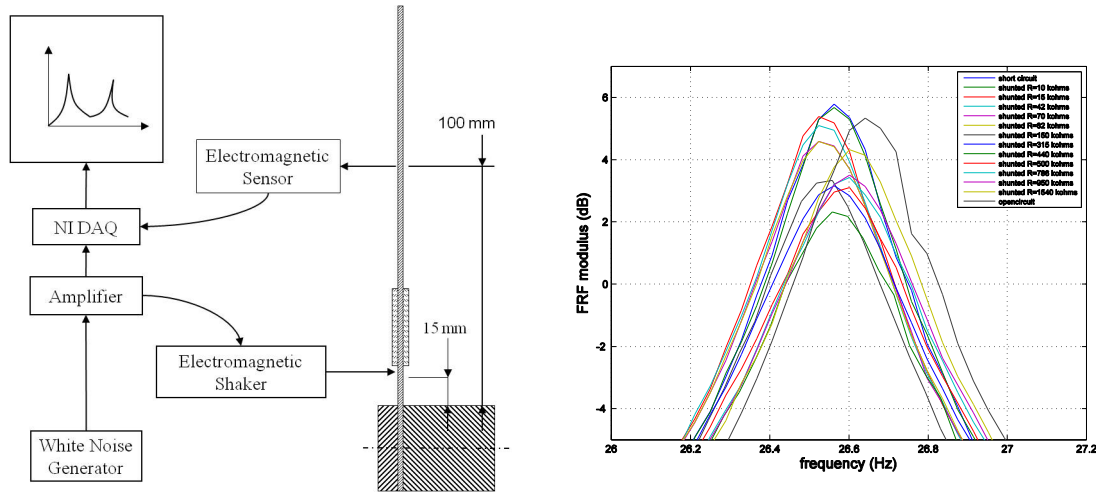 100 mm
Electromagnetic
Sensor
NI DAQ
Amplifier
15 mm
Electromagnetic
Shaker
White Noise
Generator
short circuit
shunted R=10 kohms
shunted R=15 kohms
shunted R=42 kohms
shunted R=70 kohms
shunted R=82 kohms
shunted R=150 kohms
shunted R=315 kohms
shunted R=440 kohms
shunted R=500 kohms
shunted R=786 kohms
shunted R=950 kohms
shunted R=1540 kohms
opencircuit
FRF modulus (dB)
6
4
2
0
-2
-4
26
26.2
26.4
26.6
26.8
27
27.2
frequency (Hz)